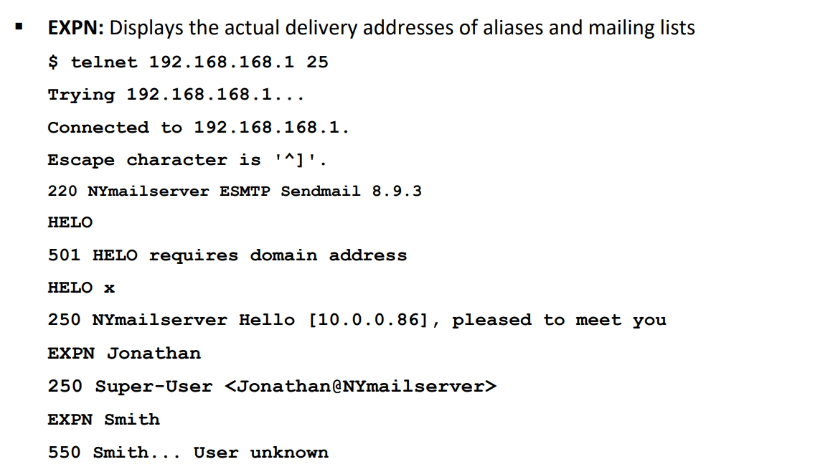 ▪ EXPN: Displays the actual delivery addresses of aliases and mailing lists
$ telnet 192.168.168.1 25
Trying 192.168.168.1...
Connected to 192.168.168.1.
Escape character is '^]'.
220 NYmailserver ESMTP Sendmail 8.9.3
HELO
501 HELO requires domain address
HELO x
250 NYmailserver Hello [10.0.0.86], pleased to meet you
EXPN Jonathan
250 Super-User <Jonathan@NYmailserver>
EXPN Smith
550 Smith... User unknown